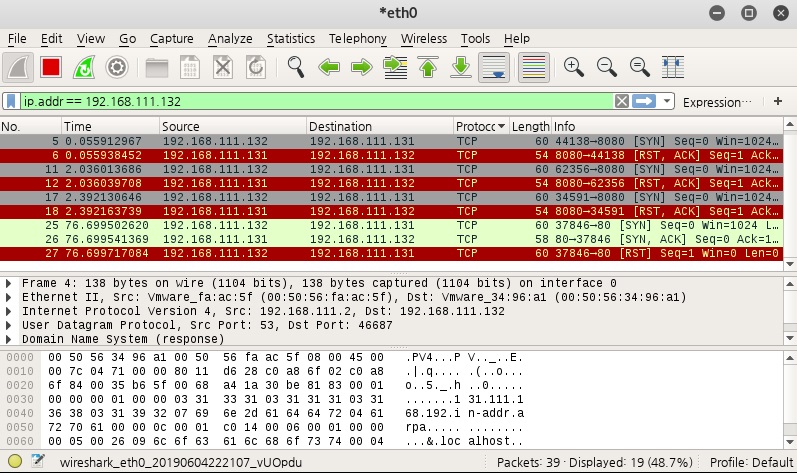 *eth0
File Edit View Go Capture Analyze Statistics Telephony Wireless Tools Help
ip.addr == 192.168.111.132 Expression… +
No. Time Source Destination Protocc Length Info
5 0.055912967 192.168.111.132 192.168.111.131 TCP 60 44138→8080 [SYN] Seq=0 Win=1024…
6 0.055938452 192.168.111.131 192.168.111.132 TCP 54 8080→44138 [RST, ACK] Seq=1 Ack…
11 2.036013686 192.168.111.132 192.168.111.131 TCP 60 62356→8080 [SYN] Seq=0 Win=1024…
12 2.036039708 192.168.111.131 192.168.111.132 TCP 54 8080→62356 [RST, ACK] Seq=1 Ack…
17 2.392130646 192.168.111.132 192.168.111.131 TCP 60 34591→8080 [SYN] Seq=0 Win=1024…
18 2.392163739 192.168.111.131 192.168.111.132 TCP 54 8080→34591 [RST, ACK] Seq=1 Ack…
25 76.699502620 192.168.111.132 192.168.111.131 TCP 60 37846→80 [SYN] Seq=0 Win=1024 L…
26 76.699541369 192.168.111.131 192.168.111.132 TCP 58 80→37846 [SYN, ACK] Seq=0 Ack=1…
27 76.699717084 192.168.111.132 192.168.111.131 TCP 60 37846→80 [RST] Seq=1 Win=0 Len=0
Frame 4: 138 bytes on wire (1104 bits), 138 bytes captured (1104 bits) on interface 0
Ethernet II, Src: Vmware_fa:ac:5f (00:50:56:fa:ac:5f), Dst: Vmware_34:96:a1 (00:50:56:34:96:a1)
Internet Protocol Version 4, Src: 192.168.111.2, Dst: 192.168.111.132
User Datagram Protocol, Src Port: 53, Dst Port: 46687
Domain Name System (response)
0000 00 50 56 34 96 a1 00 50 56 fa ac 5f 08 00 45 00 .PV4...P V.._..E.
0010 00 7c 04 71 00 00 80 11 d6 28 c0 a8 6f 02 c0 a8 .|.q.... .(..o...
0020 6f 84 00 35 b6 5f 00 68 a4 1a 30 be 81 83 00 01 o..5._.h ..0.....
0030 00 00 00 01 00 00 03 31 33 31 03 31 31 31 03 31 .......1 31.111.1
0040 36 38 03 31 39 32 07 69 6e 2d 61 64 64 72 04 61 68.192.i n-addr.a
0050 72 70 61 00 00 0c 00 01 c0 14 00 06 00 01 00 00 rpa..... ........
0060 00 05 00 26 09 6c 6f 63 61 6c 68 6f 73 74 00 04 ...&.loc alhost..
wireshark_eth0_20190604222107_vUOpdu Packets: 39 · Displayed: 19 (48.7%) Profile: Default